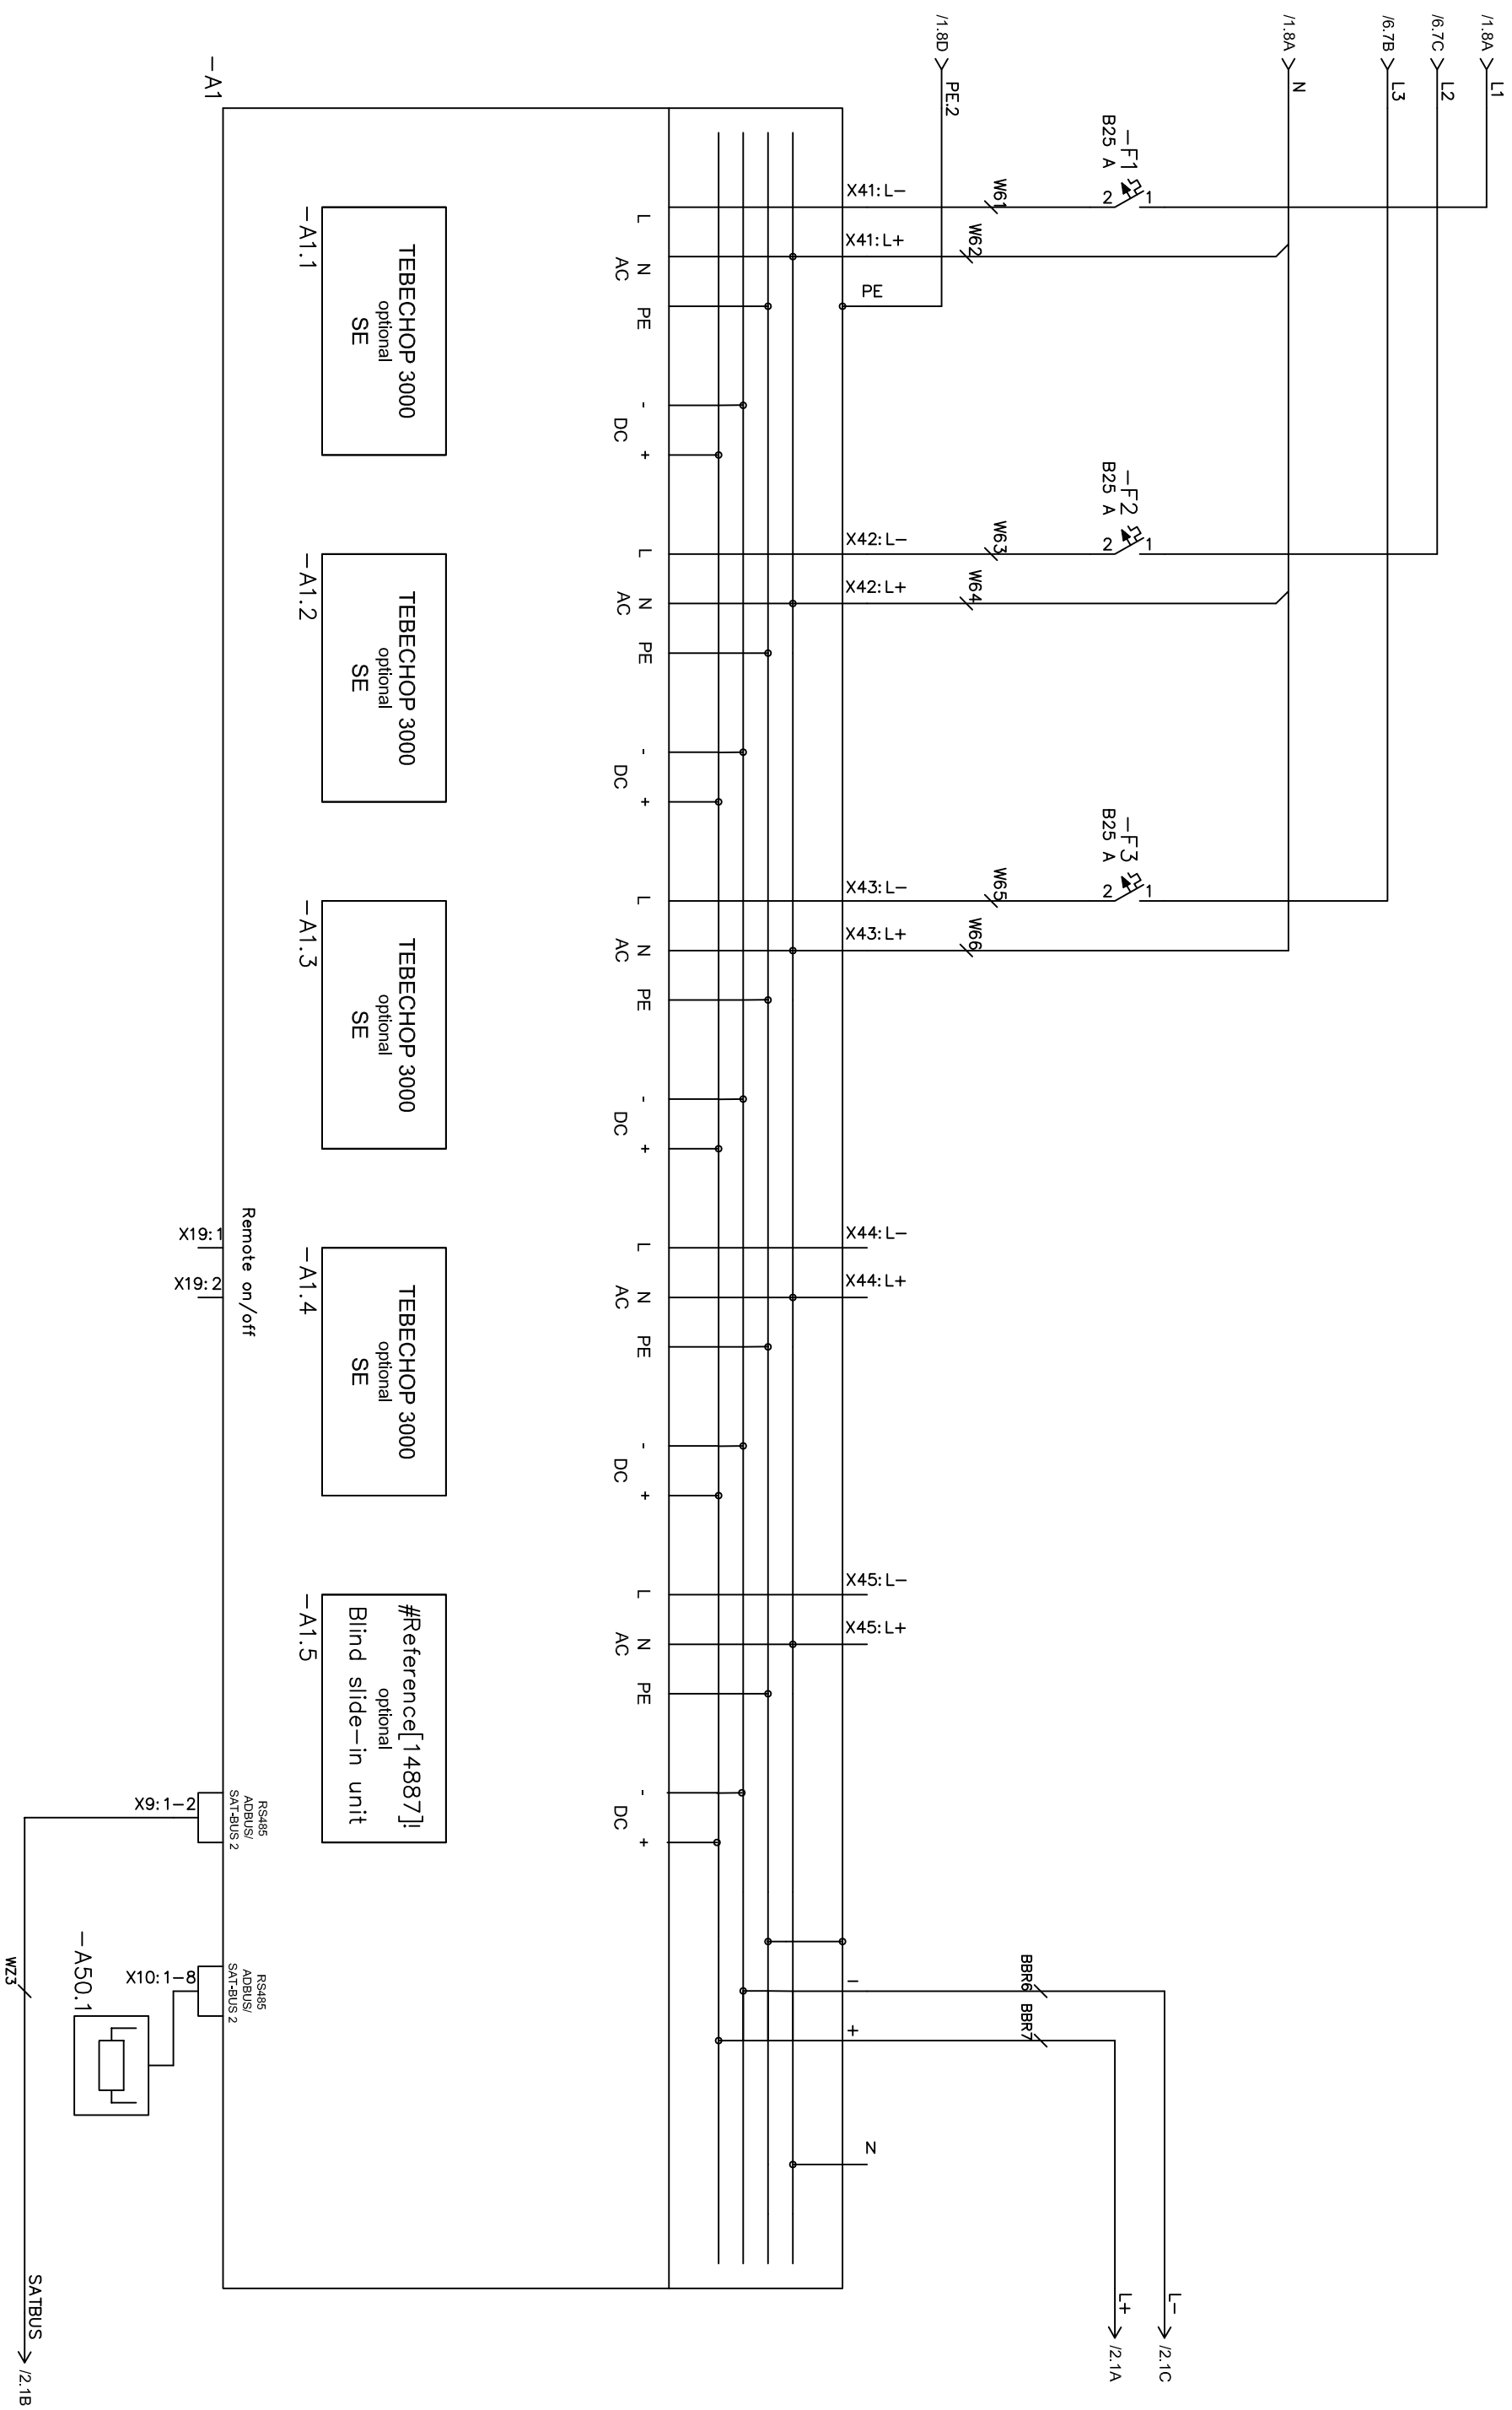 /1.8A
L1
/6.7C
L2
/6.7B
L3
/1.8A
N
/1.8D
PE.2
-F1
B25 A
1
2
-F2
B25 A
1
2
-F3
B25 A
1
2
W61
W62
W63
W64
W65
W66
BBR6
BBR7
L-
/2.1C
L+
/2.1A
X41:L-
X41:L+
PE
X42:L-
X42:L+
X43:L-
X43:L+
X44:L-
X44:L+
X45:L-
X45:L+
-
+
N
L
N
PE
-
+
AC
DC
L
N
PE
-
+
AC
DC
L
N
PE
-
+
AC
DC
L
N
PE
-
+
AC
DC
L
N
PE
-
+
AC
DC
TEBECHOP 3000
optional
SE
-A1.1
TEBECHOP 3000
optional
SE
-A1.2
TEBECHOP 3000
optional
SE
-A1.3
TEBECHOP 3000
optional
SE
-A1.4
#Reference[14887]!
optional
Blind slide-in unit
-A1.5
-A1
Remote on/off
X19:1
X19:2
RS485
ADBUS/
SAT-BUS 2
X9:1-2
RS485
ADBUS/
SAT-BUS 2
X10:1-8
-A50.1
WZ3
SATBUS
/2.1B